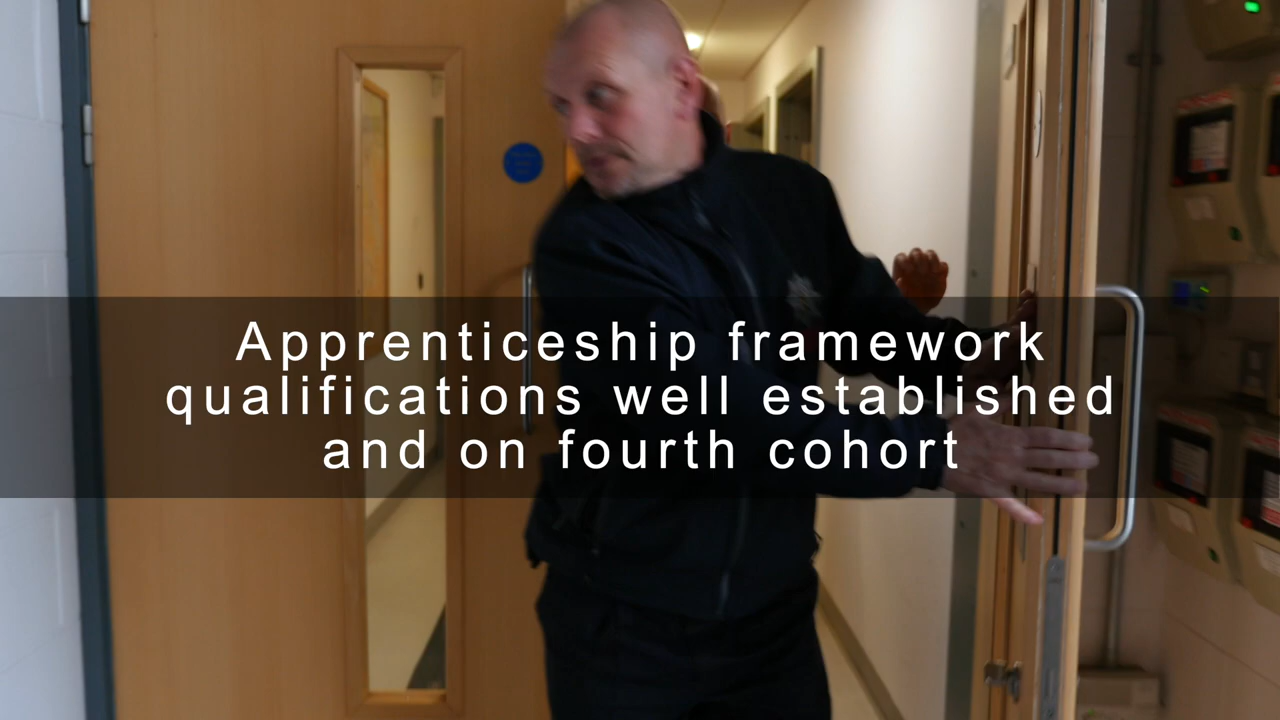 Apprenticeship framework
qualifications well established
and on fourth cohort